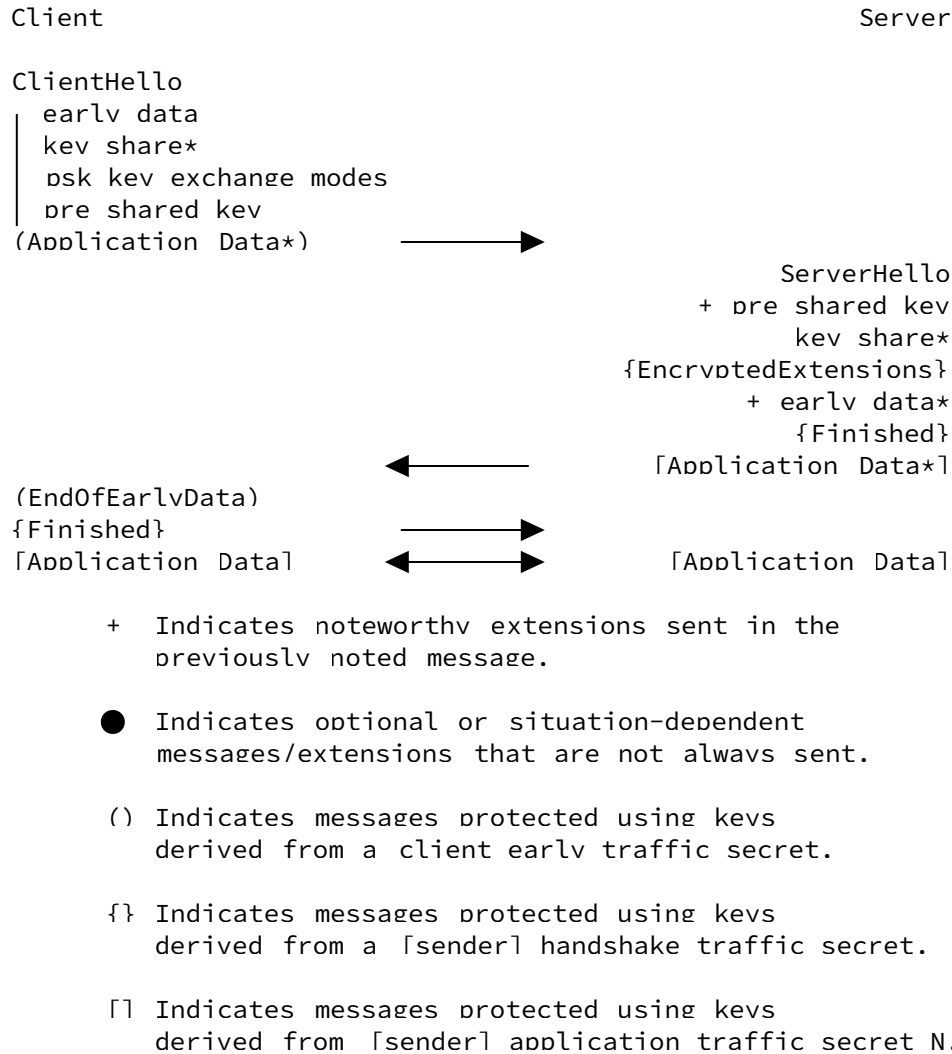 Client Server
ClientHello
early data
key share*
psk key exchange modes
pre shared key
(Application Data*)
ServerHello
+ pre shared key
key share*
{EncryptedExtensions}
+ early data*
{Finished}
[Application Data*]
(EndOfEarlyData)
{Finished}
[Application Data] [Application Data]
+ Indicates noteworthy extensions sent in the
previously noted message.
● Indicates optional or situation-dependent
messages/extensions that are not always sent.
() Indicates messages protected using keys
derived from a client early traffic secret.
{} Indicates messages protected using keys
derived from a [sender] handshake traffic secret.
[] Indicates messages protected using keys
derived from [sender] application traffic secret N.